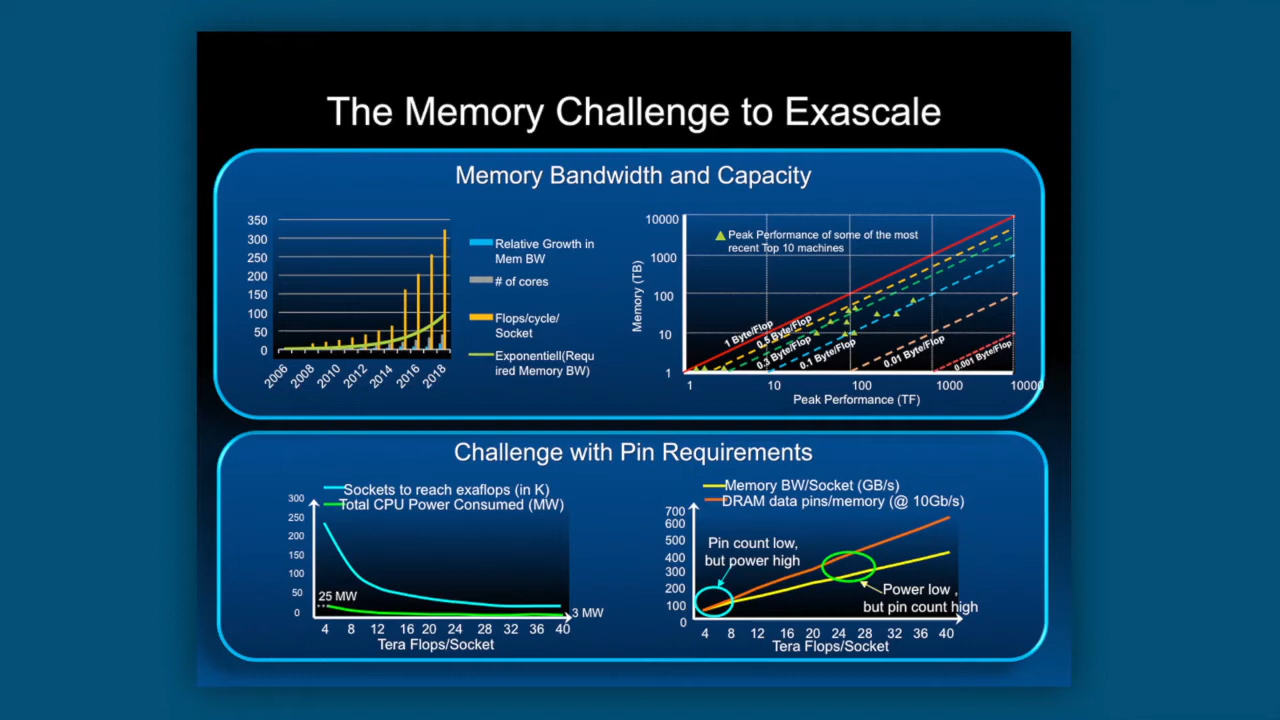 The Memory Challenge to Exascale
Memory Bandwidth and Capacity
350
300
250
200
150
100
50
0
2006
2008
2010
2012
2014
2016
2018
Relative Growth in
Mem BW
# of cores
Flops/cycle/
Socket
Exponentiell(Requ
ired Memory BW)
Memory (TB)
10000
1000
100
10
1
Peak Performance of some of the most
recent Top 10 machines
1 Byte/Flop
0.5 Byte/Flop
0.3 Byte/Flop
0.1 Byte/Flop
0.01 Byte/Flop
0.001 Byte/Flop
1
10
100
1000
10000
Peak Performance (TF)
Challenge with Pin Requirements
Sockets to reach exaflops (in K)
Total CPU Power Consumed (MW)
300
250
200
150
100
50
0
25 MW
3 MW
4 8 12 16 20 24 28 32 36 40
Tera Flops/Socket
Memory BW/Socket (GB/s)
DRAM data pins/memory (@ 10Gb/s)
700
600
500
400
300
200
100
0
Pin count low,
but power high
Power low ,
but pin count high
4 8 12 16 20 24 28 32 36 40
Tera Flops/Socket